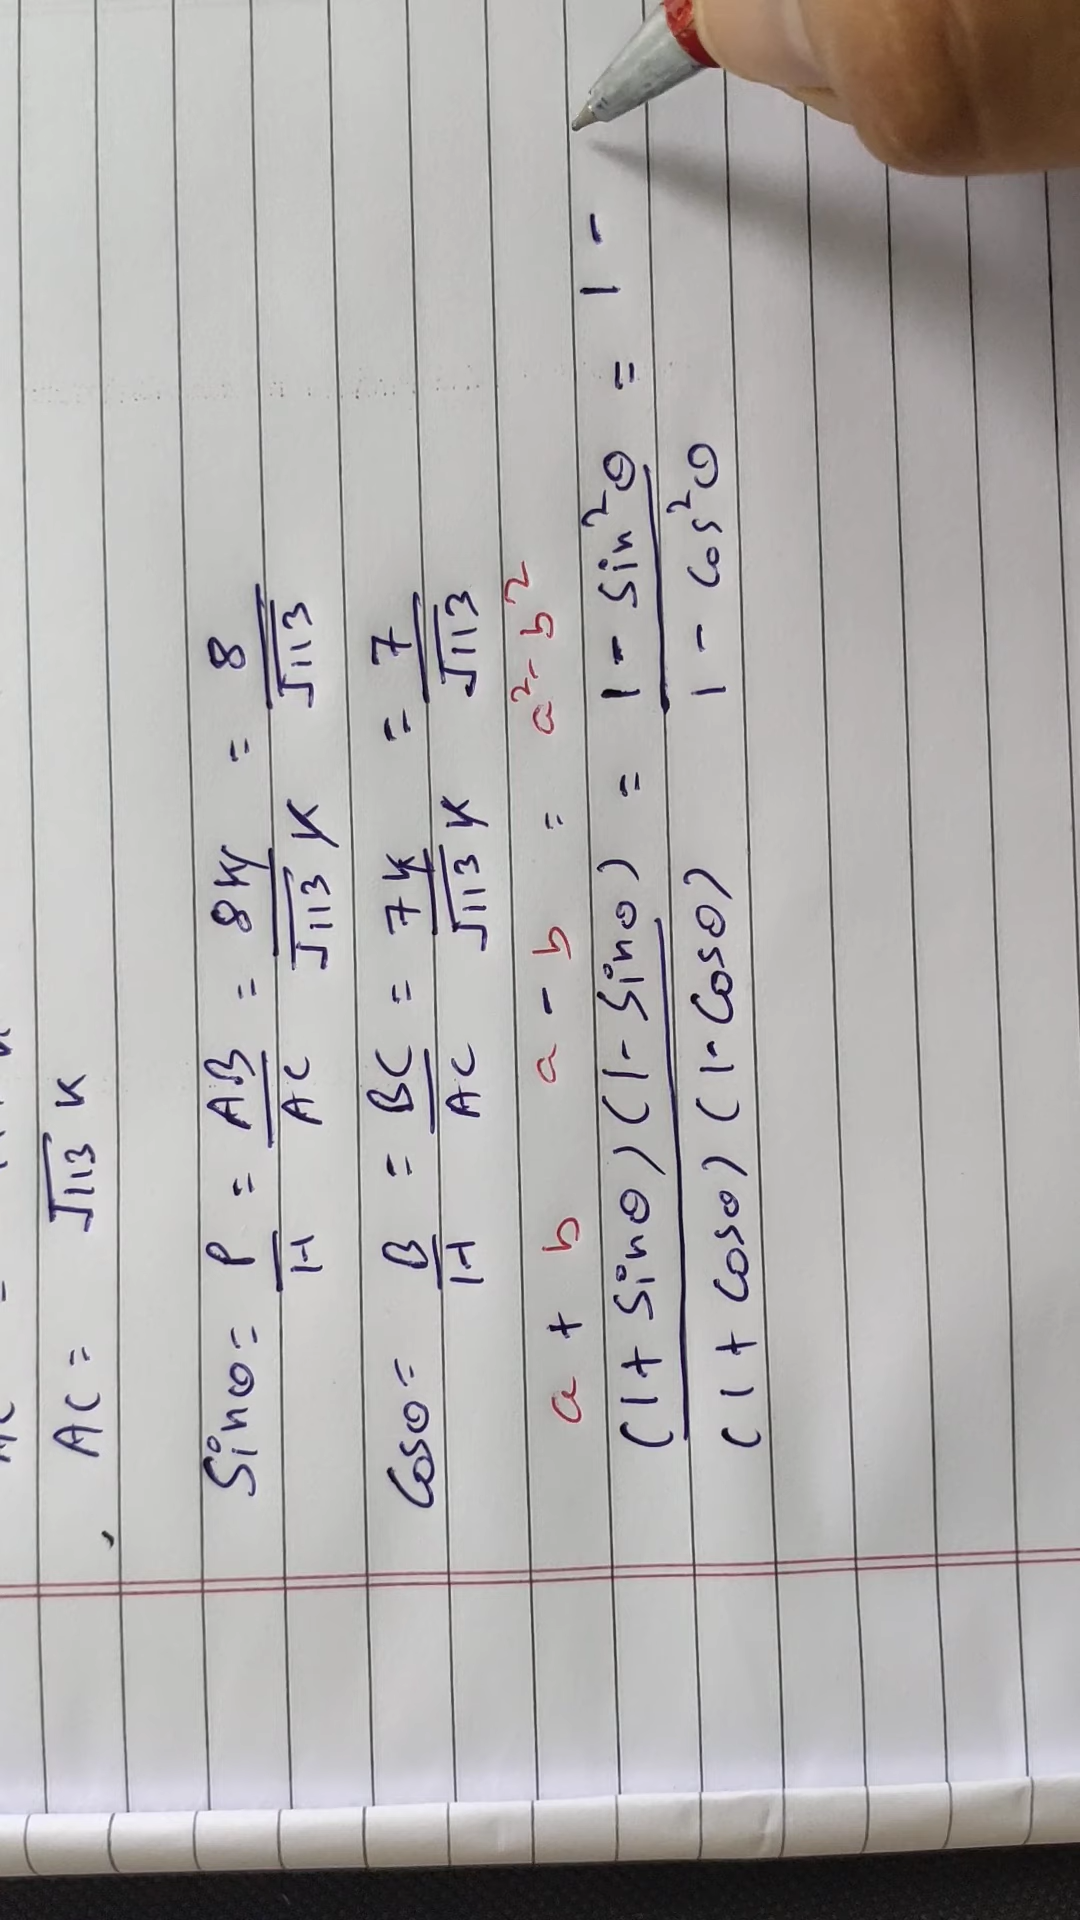 AC = √113 K
Sinθ = P/H = AB/AC = 8K/√113 K = 8/√113
Cosθ = B/H = BC/AC = 7K/√113 K = 7/√113
a + b a - b = a² - b²
(1 + Sinθ) (1 - Sinθ) / (1 + Cosθ) (1 - Cosθ) = 1 - Sin²θ / 1 - Cos²θ = 1 -